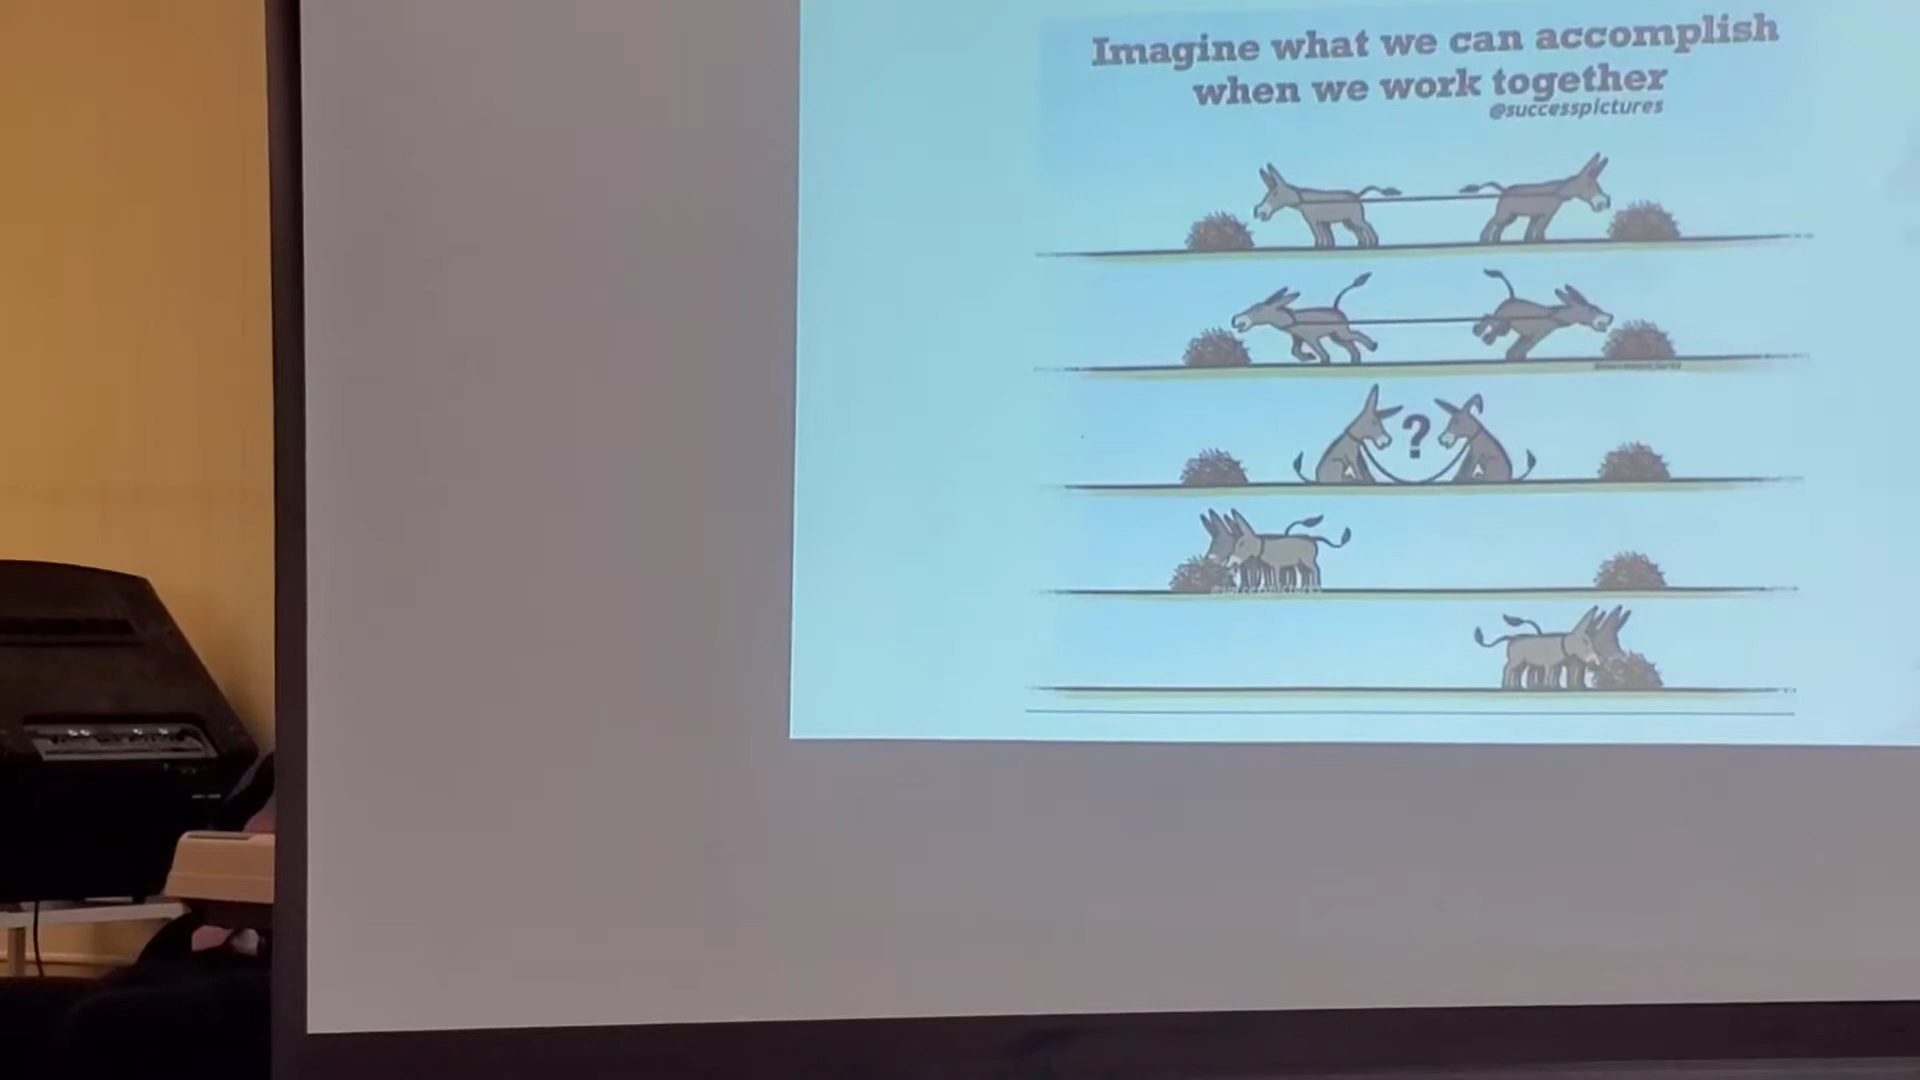 Imagine what we can accomplish
when we work together
@successpictures
?